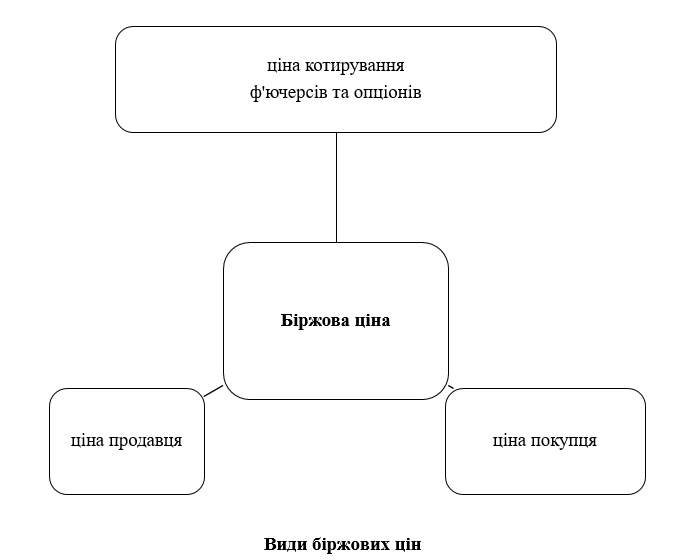 ціна котирування
ф'ючерсів та опціонів
Біржова ціна
ціна продавця
ціна покупця
Види біржових цін